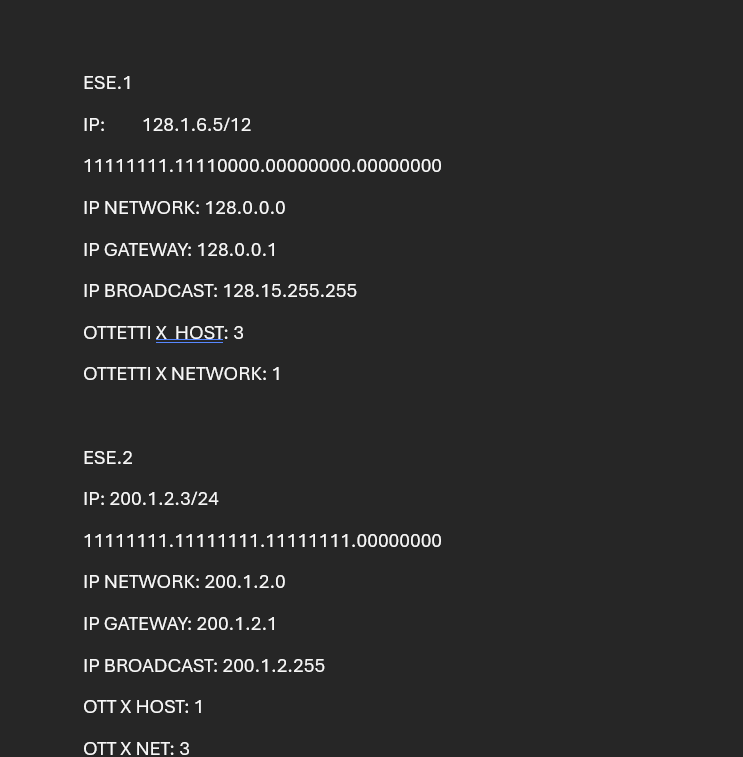 ESE.1
IP: 128.1.6.5/12
11111111.11110000.00000000.00000000
IP NETWORK: 128.0.0.0
IP GATEWAY: 128.0.0.1
IP BROADCAST: 128.15.255.255
OTTETTI X HOST: 3
OTTETTI X NETWORK: 1
ESE.2
IP: 200.1.2.3/24
11111111.11111111.11111111.00000000
IP NETWORK: 200.1.2.0
IP GATEWAY: 200.1.2.1
IP BROADCAST: 200.1.2.255
OTT X HOST: 1
OTT X NET: 3